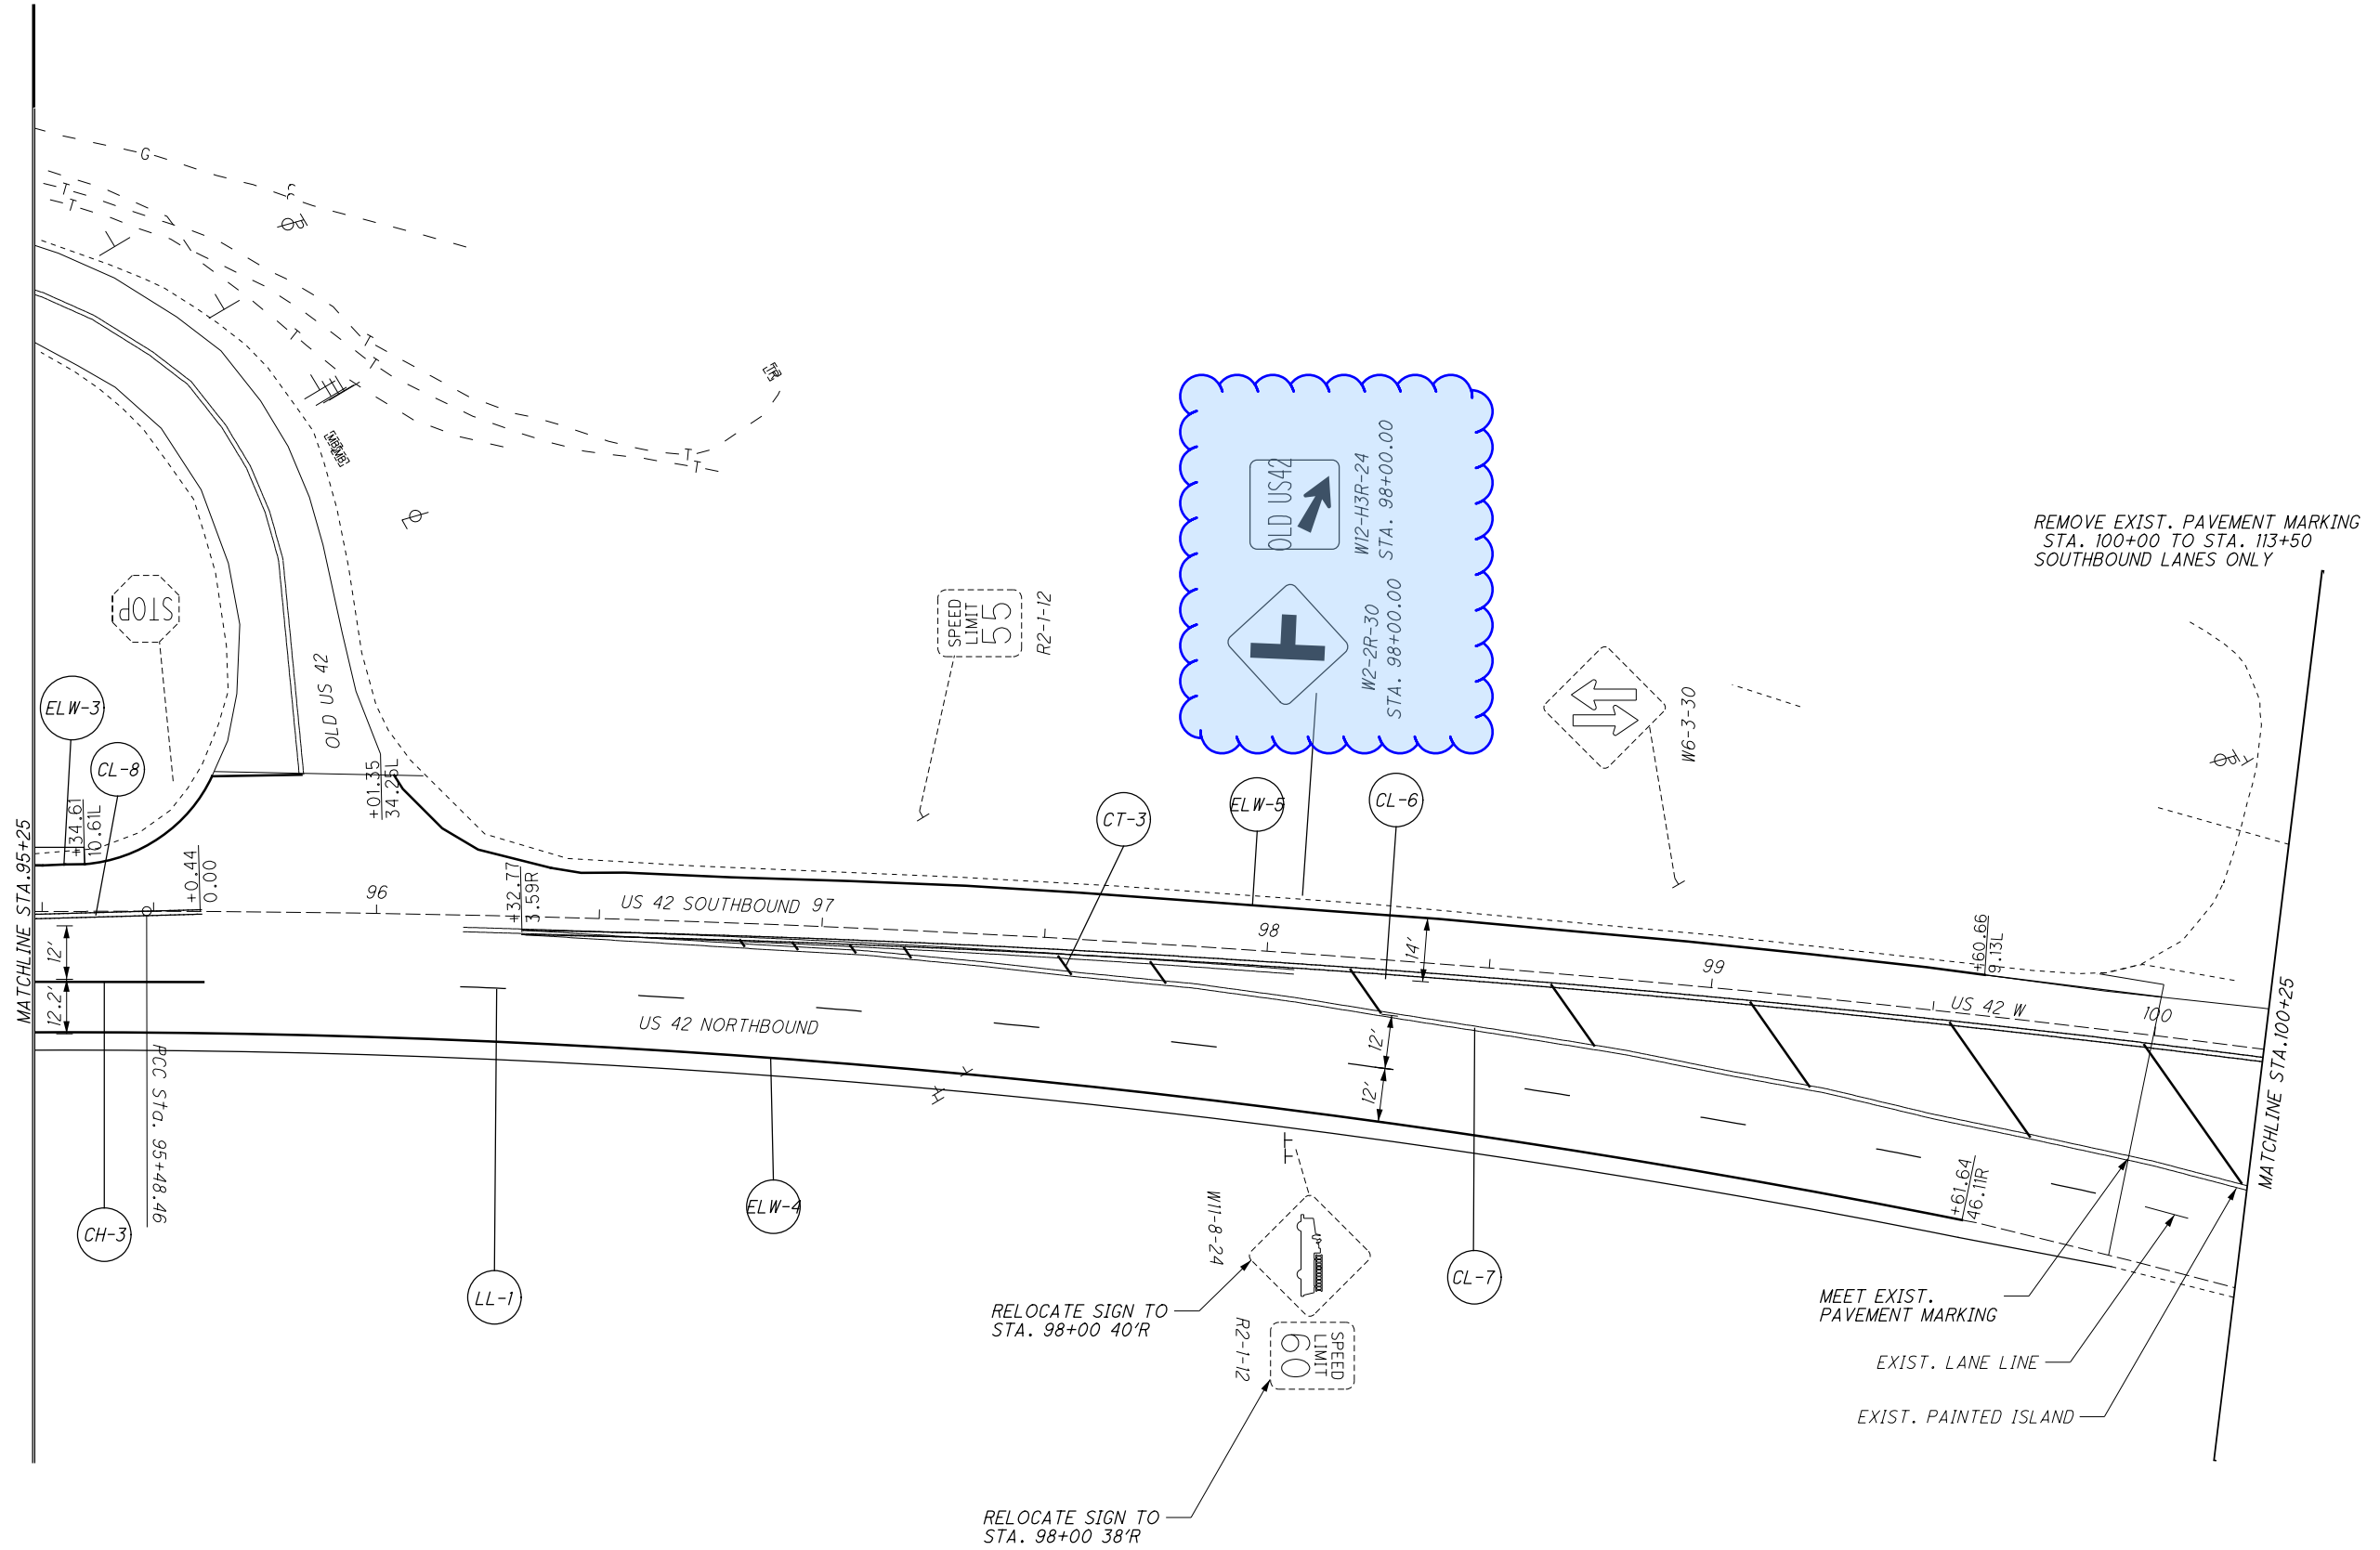 G
T
T
T
T
T
T
T
TR
MB
MB
STOP
OLD US 42
ELW-3
CL-8
+34.61
10.61L
+01.35
34.25L
+0.44
0.00
MATCHLINE STA.95+25
12'
12.2'
PCC Sta. 95+48.46
CH-3
LL-1
ELW-4
96
+32.77
3.59R
US 42 SOUTHBOUND
97
US 42 NORTHBOUND
SPEED
LIMIT
55
R2-1-12
OLD US42
W12-H3R-24
STA. 98+00.00
W2-2R-30
STA. 98+00.00
W6-3-30
CT-3
ELW-5
CL-6
98
14'
12'
12'
99
+60.66
9.13L
US 42 W
100
REMOVE EXIST. PAVEMENT MARKING
STA. 100+00 TO STA. 113+50
SOUTHBOUND LANES ONLY
MATCHLINE STA.100+25
+61.64
46.11R
CL-7
W11-8-24
RELOCATE SIGN TO
STA. 98+00 40'R
R2-1-12
SPEED
LIMIT
60
RELOCATE SIGN TO
STA. 98+00 38'R
MEET EXIST.
PAVEMENT MARKING
EXIST. LANE LINE
EXIST. PAINTED ISLAND